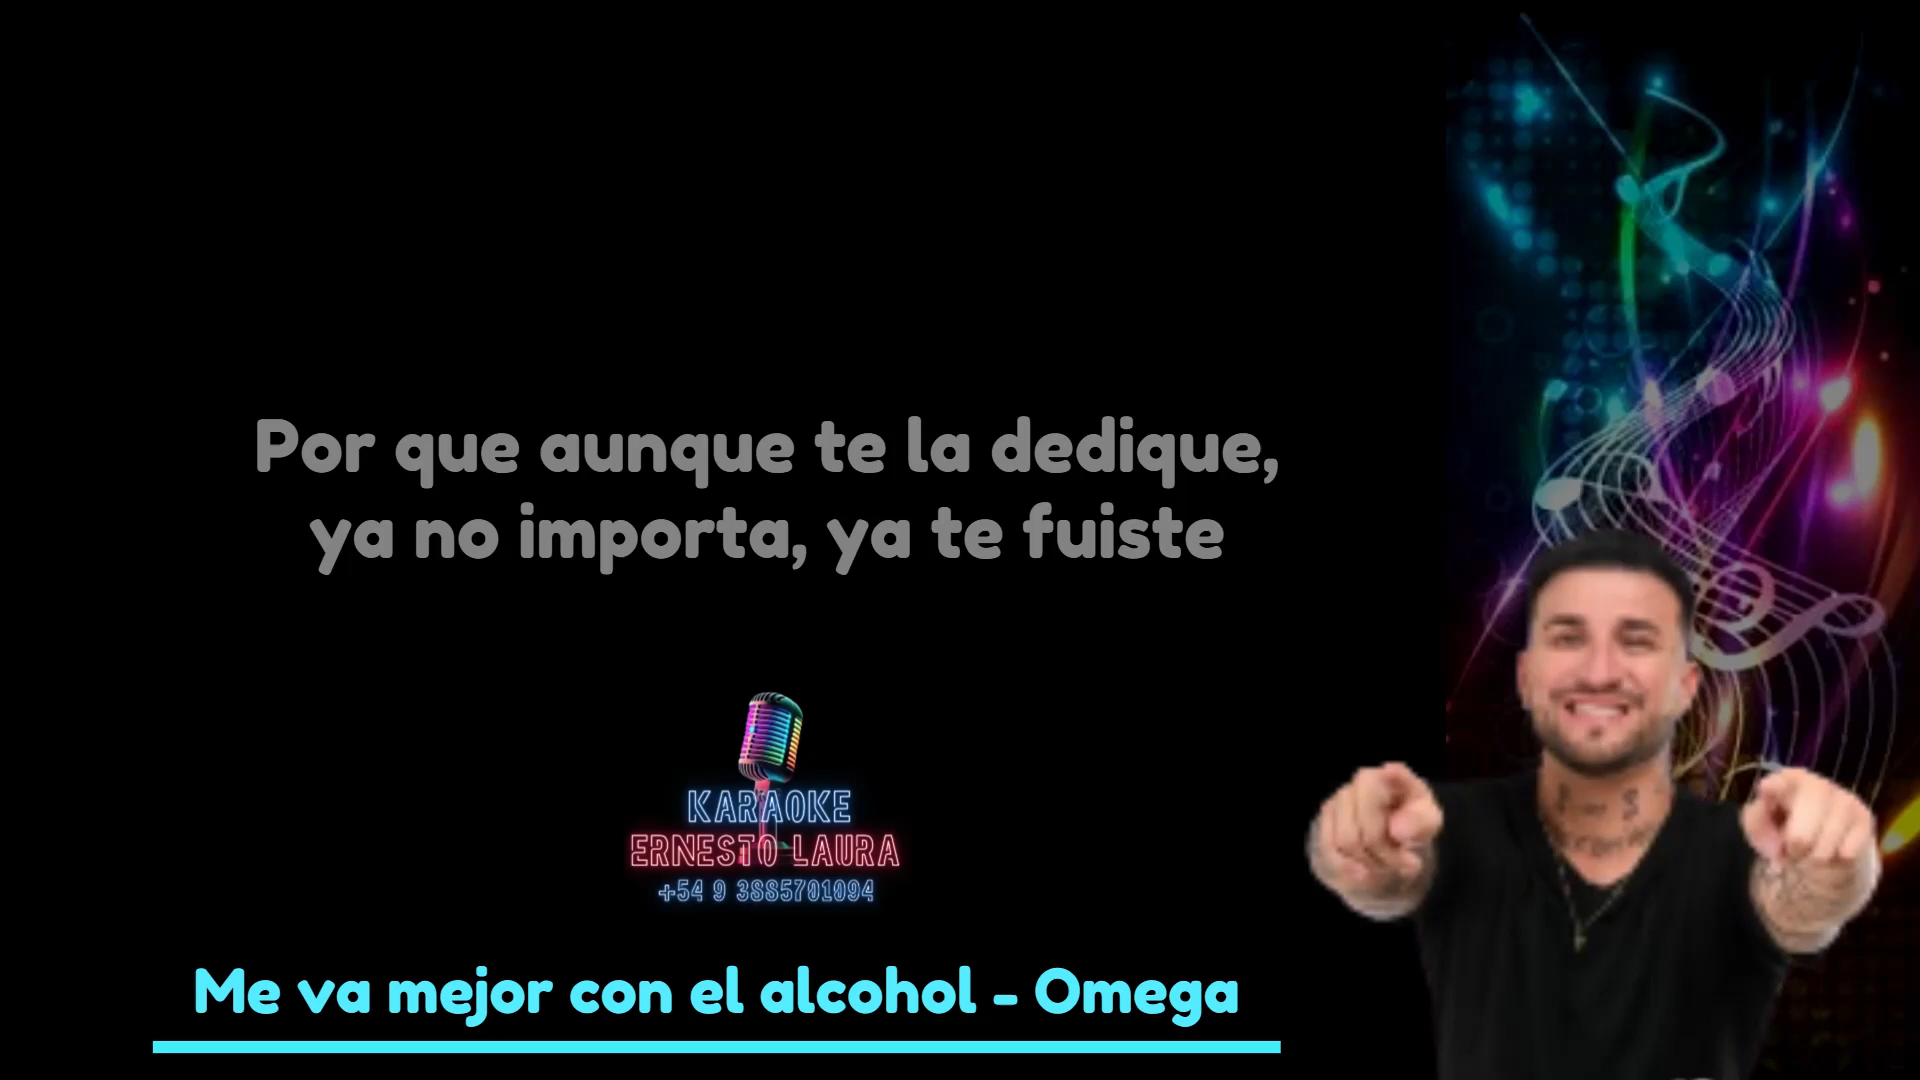 Por que aunque te la dedique,
ya no importa, ya te fuiste
KARAOKE
ERNESTO LAURA
+54 9 3885701094
Me va mejor con el alcohol - Omega